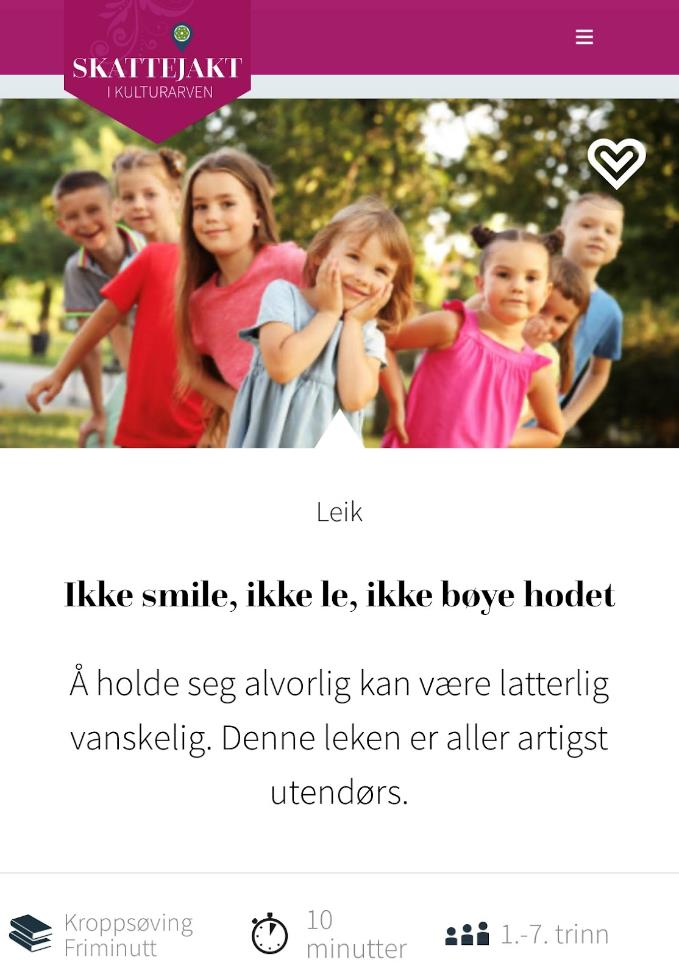 SKATTEJAKT
I KULTURARVEN
Leik
Ikke smile, ikke le, ikke bøye hodet
Å holde seg alvorlig kan være latterlig
vanskelig. Denne leken er aller artigst
utendørs.
Kroppsøving
Friminutt
10
minutter
1.-7. trinn